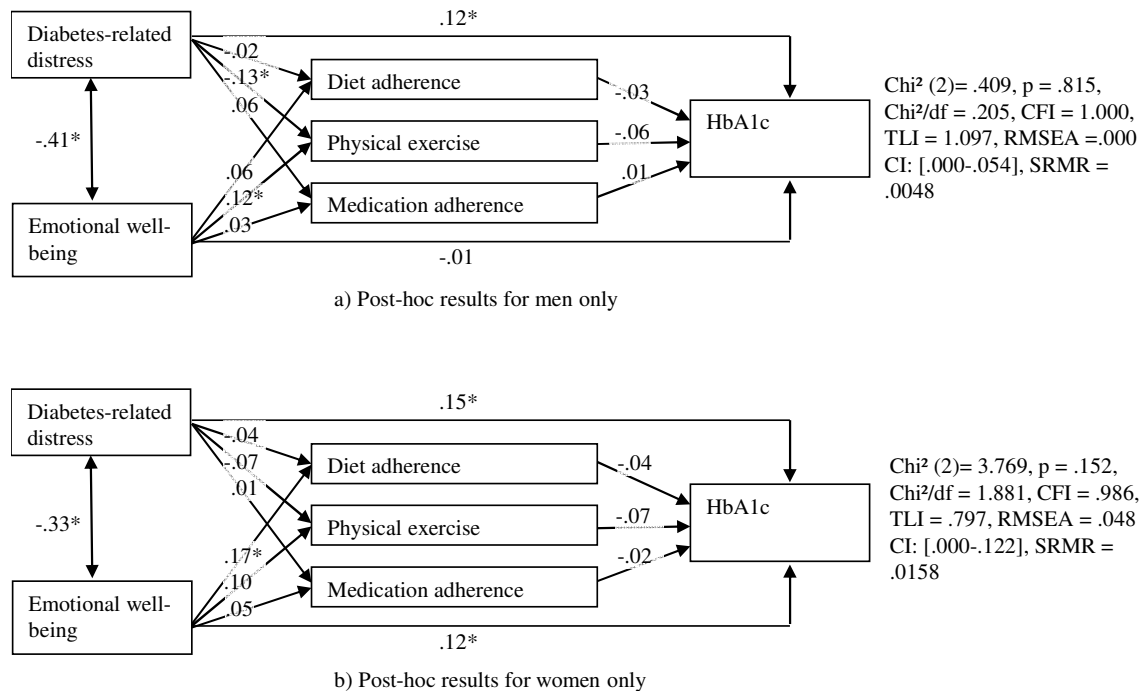 .12*
Diabetes-related
distress
-.02
-.13*
.06
Diet adherence
-.03
Physical exercise
-.06
HbA1c
-.41*
.06
.12*
.03
Medication adherence
.01
Emotional well-
being
-.01
Chi² (2)= .409, p = .815,
Chi²/df = .205, CFI = 1.000,
TLI = 1.097, RMSEA =.000
CI: [.000-.054], SRMR =
.0048
a) Post-hoc results for men only
.15*
Diabetes-related
distress
-.04
-.07
.01
Diet adherence
-.04
Physical exercise
-.07
HbA1c
-.33*
.17*
.10
.05
Medication adherence
-.02
Emotional well-
being
.12*
Chi² (2)= 3.769, p = .152,
Chi²/df = 1.881, CFI = .986,
TLI = .797, RMSEA = .048
CI: [.000-.122], SRMR =
.0158
b) Post-hoc results for women only